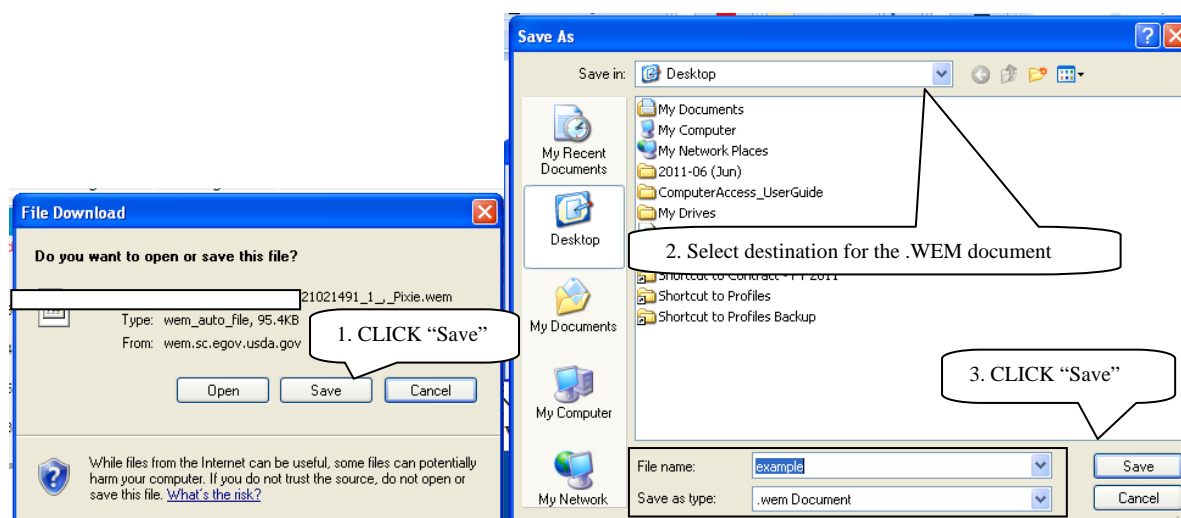 File Download
Do you want to open or save this file?
21021491_1_,_Pixie.wem
Type: wem_auto_file, 95.4KB
From: wem.sc.egov.usda.gov
1. CLICK “Save”
Open
Save
Cancel
While files from the Internet can be useful, some files can potentially
harm your computer. If you do not trust the source, do not open or
save this file. What's the risk?
Save As
Save in:
Desktop
My Recent
Documents
Desktop
My Documents
My Computer
My Network
My Documents
My Computer
My Network Places
2011-06 (Jun)
ComputerAccess_UserGuide
My Drives
2. Select destination for the .WEM document
Shortcut to Contract - FY 2011
Shortcut to Profiles
Shortcut to Profiles Backup
3. CLICK “Save”
File name:
example
Save
Save as type:
.wem Document
Cancel